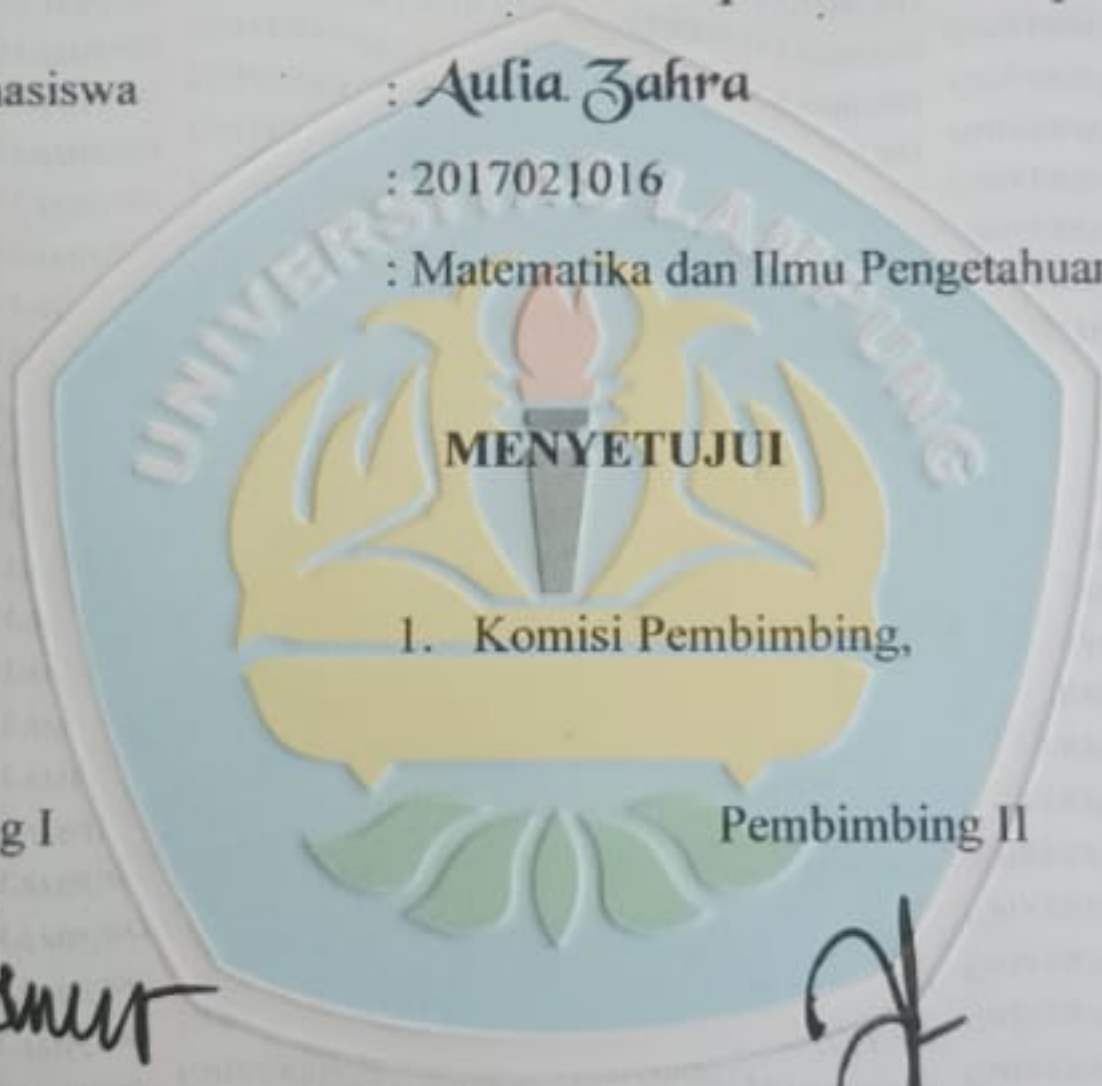 asiswa : Aulia Zahra
: 2017021016
: Matematika dan Ilmu Pengetahuan
UNIVERSITAS LAMPUNG
MENYETUJUI
1. Komisi Pembimbing,
g I Pembimbing II